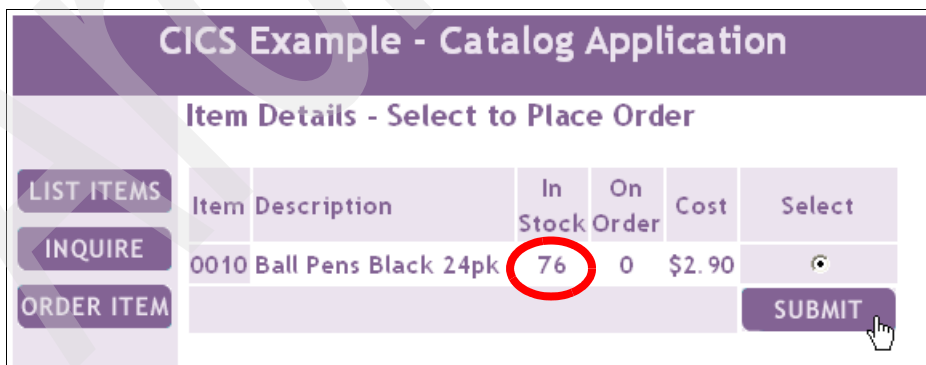 CICS Example - Catalog Application
Item Details - Select to Place Order
LIST ITEMS
INQUIRE
ORDER ITEM
Item Description In Stock On Order Cost Select
0010 Ball Pens Black 24pk 76 0 $2.90
SUBMIT